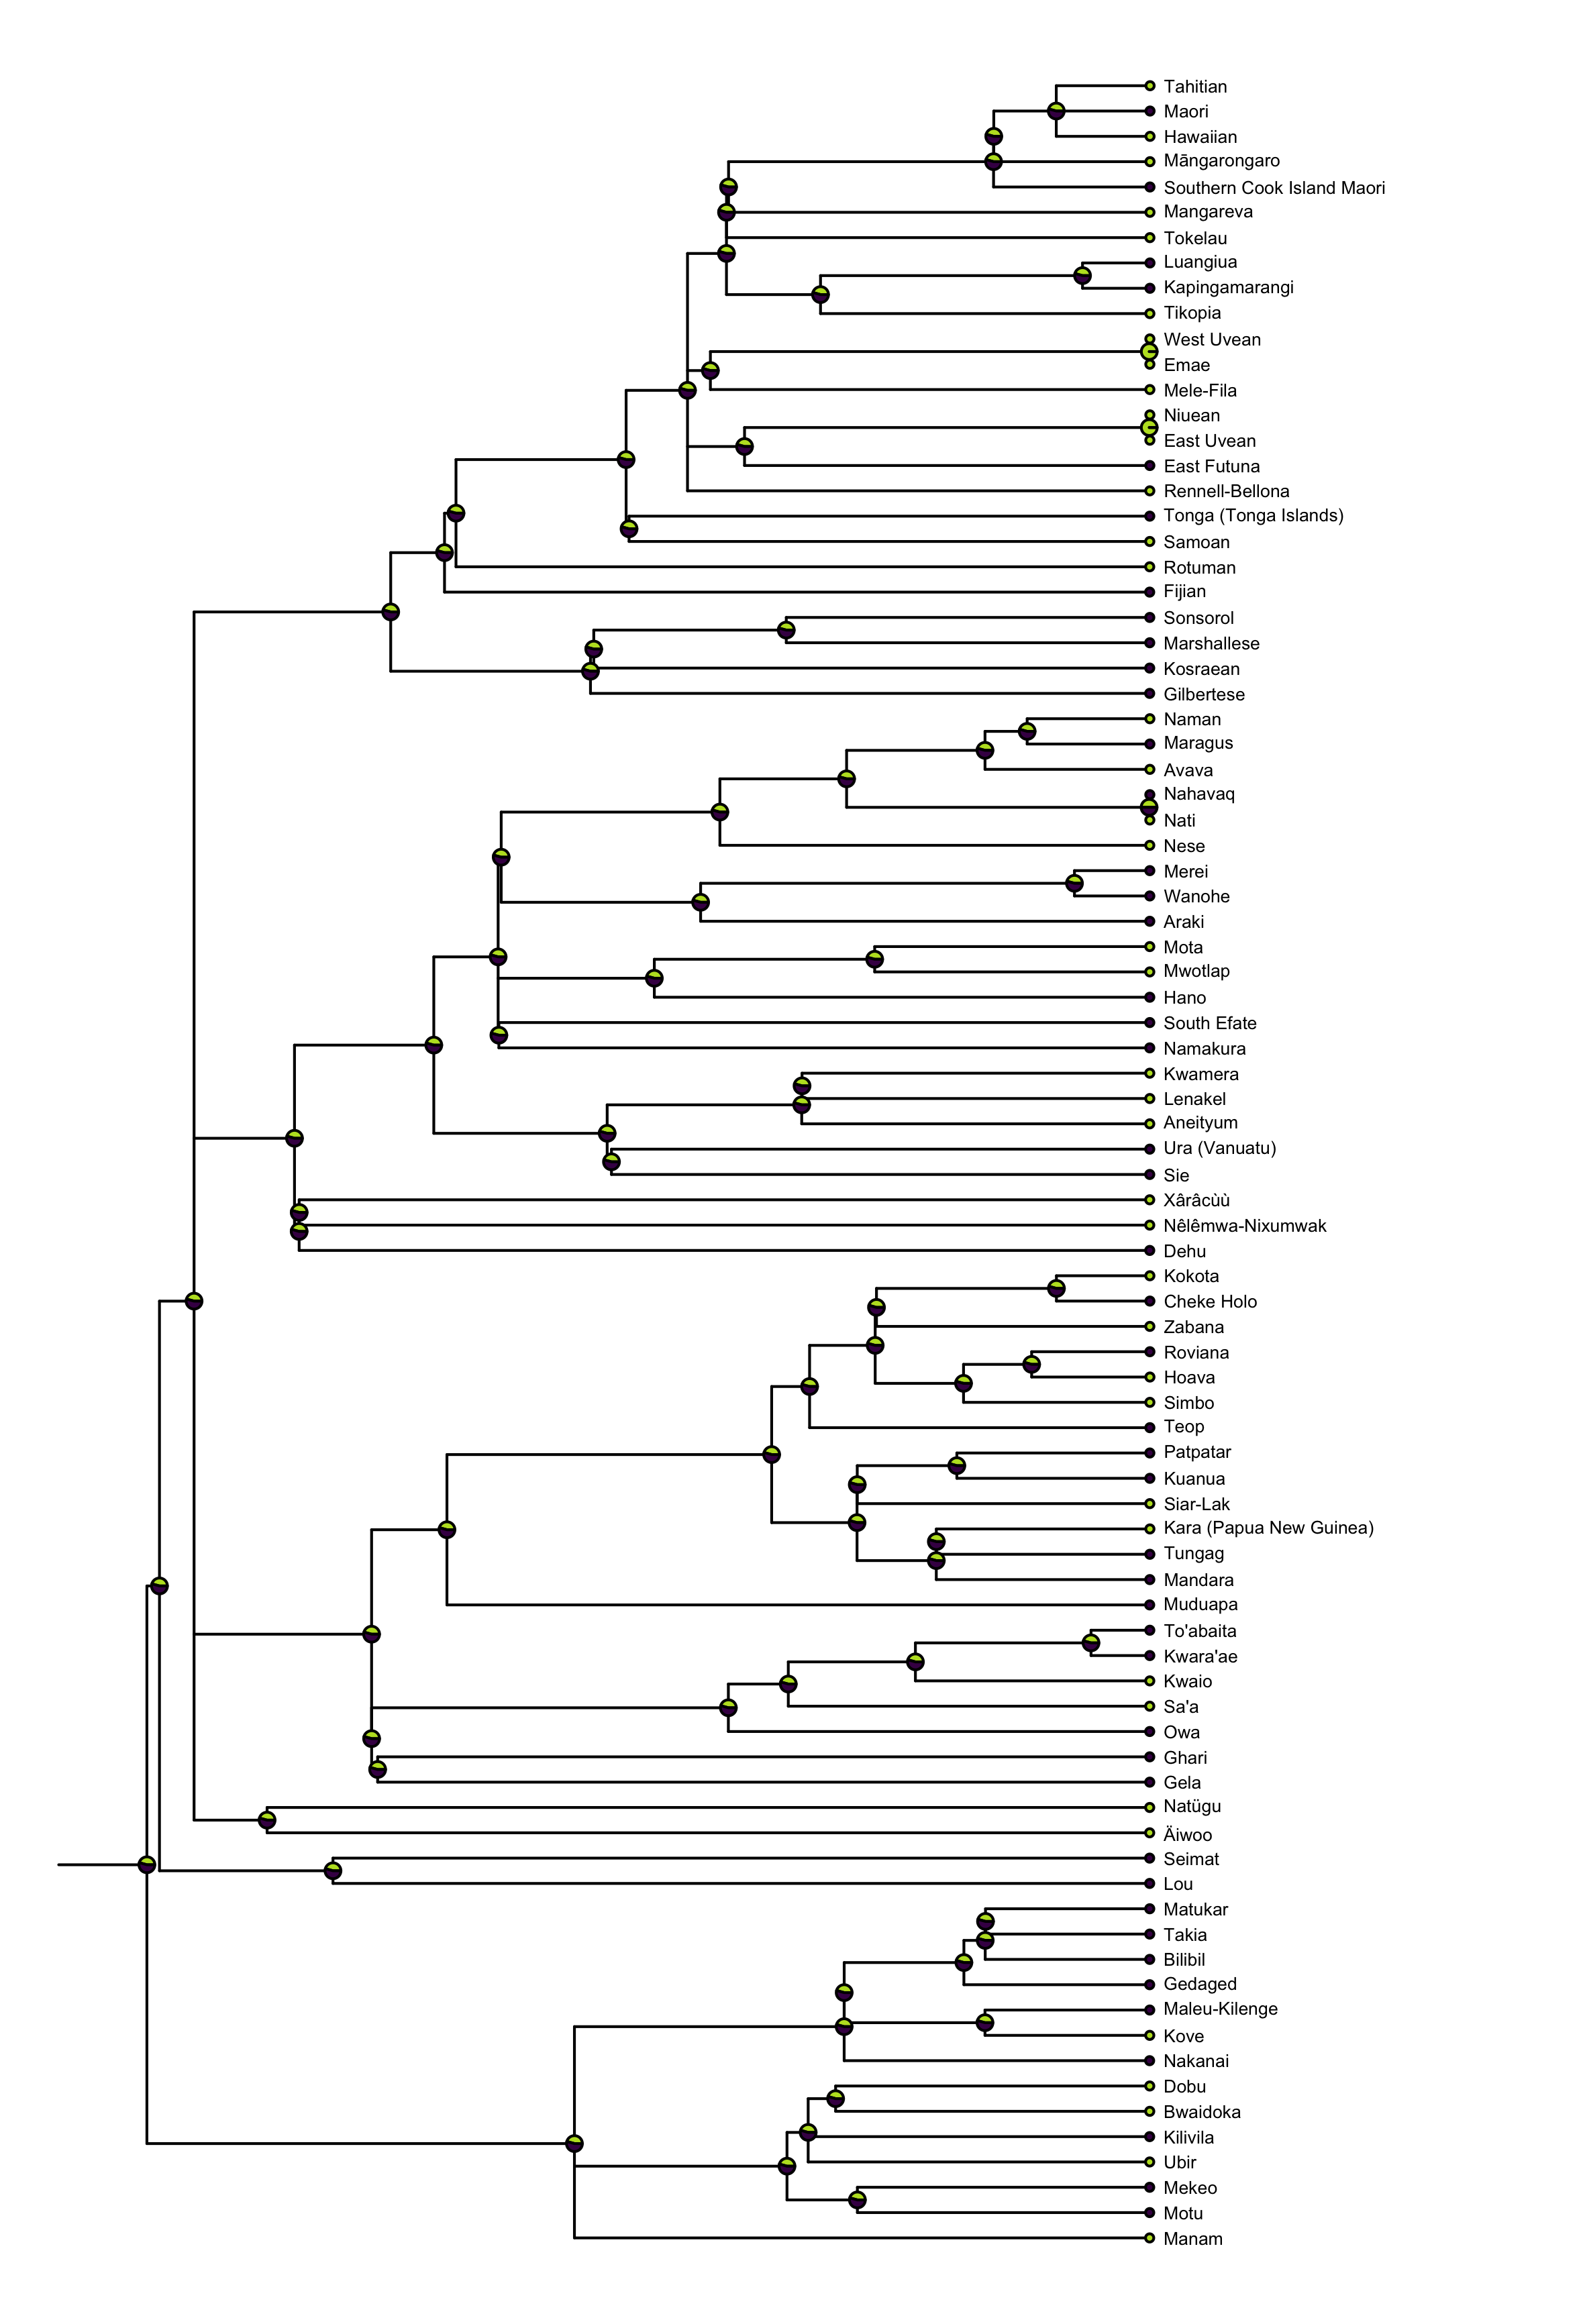 Tahitian
Maori
Hawaiian
Māngarongaro
Southern Cook Island Maori
Mangareva
Tokelau
Luangiua
Kapingamarangi
Tikopia
West Uvean
Emae
Mele-Fila
Niuean
East Uvean
East Futuna
Rennell-Bellona
Tonga (Tonga Islands)
Samoan
Rotuman
Fijian
Sonsorol
Marshallese
Kosraean
Gilbertese
Naman
Maragus
Avava
Nahavaq
Nati
Nese
Merei
Wanohe
Araki
Mota
Mwotlap
Hano
South Efate
Namakura
Kwamera
Lenakel
Aneityum
Ura (Vanuatu)
Sie
Xârâcùù
Nêlêmwa-Nixumwak
Dehu
Kokota
Cheke Holo
Zabana
Roviana
Hoava
Simbo
Teop
Patpatar
Kuanua
Siar-Lak
Kara (Papua New Guinea)
Tungag
Mandara
Muduapa
To'abaita
Kwara'ae
Kwaio
Sa'a
Owa
Ghari
Gela
Natügu
Äiwoo
Seimat
Lou
Matukar
Takia
Bilibil
Gedaged
Maleu-Kilenge
Kove
Nakanai
Dobu
Bwaidoka
Kilivila
Ubir
Mekeo
Motu
Manam